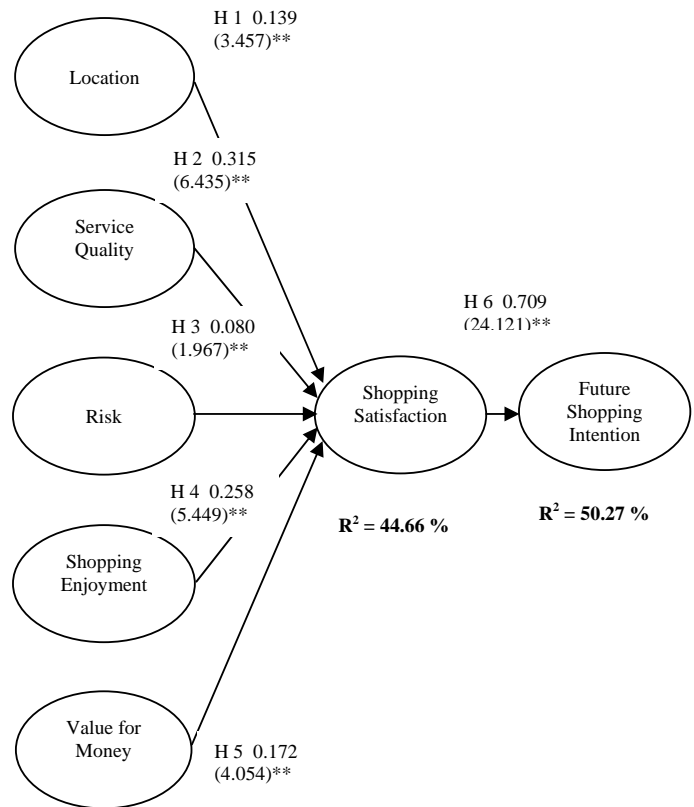 H 1 0.139
(3.457)**
Location
H 2 0.315
(6.435)**
Service
Quality
H 3 0.080
(1.967)**
H 6 0.709
(24.121)**
Risk
Shopping
Satisfaction
Future
Shopping
Intention
H 4 0.258
(5.449)**
R² = 44.66 %
R² = 50.27 %
Shopping
Enjoyment
Value for
Money
H 5 0.172
(4.054)**